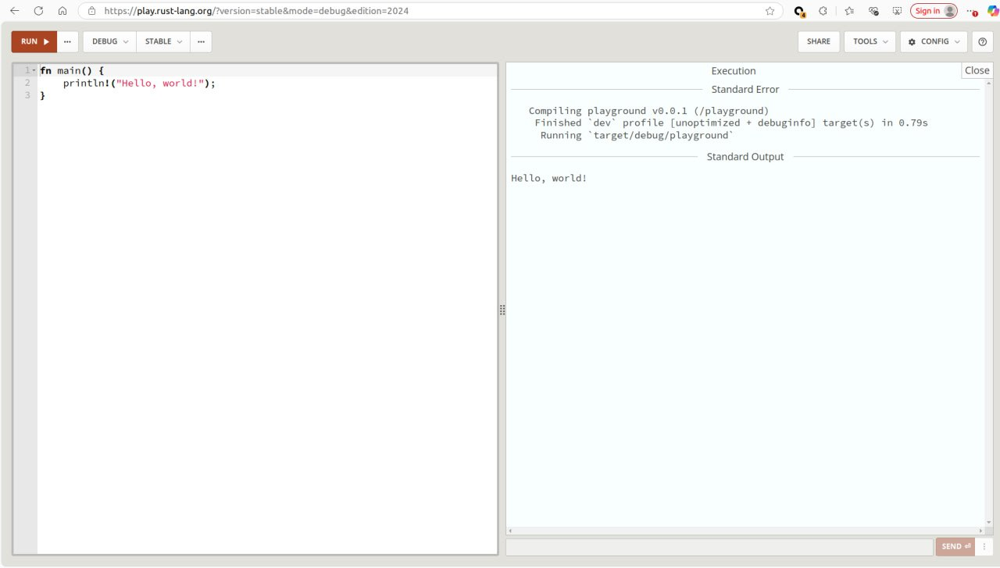 https://play.rust-lang.org/?version=stable&mode=debug&edition=2024
4
Sign in
RUN
DEBUG
STABLE
SHARE
TOOLS
CONFIG
1 fn main() {
2     println!("Hello, world!");
3 }
Execution
Close
Standard Error
   Compiling playground v0.0.1 (/playground)
    Finished `dev` profile [unoptimized + debuginfo] target(s) in 0.79s
     Running `target/debug/playground`
Standard Output
Hello, world!
SEND